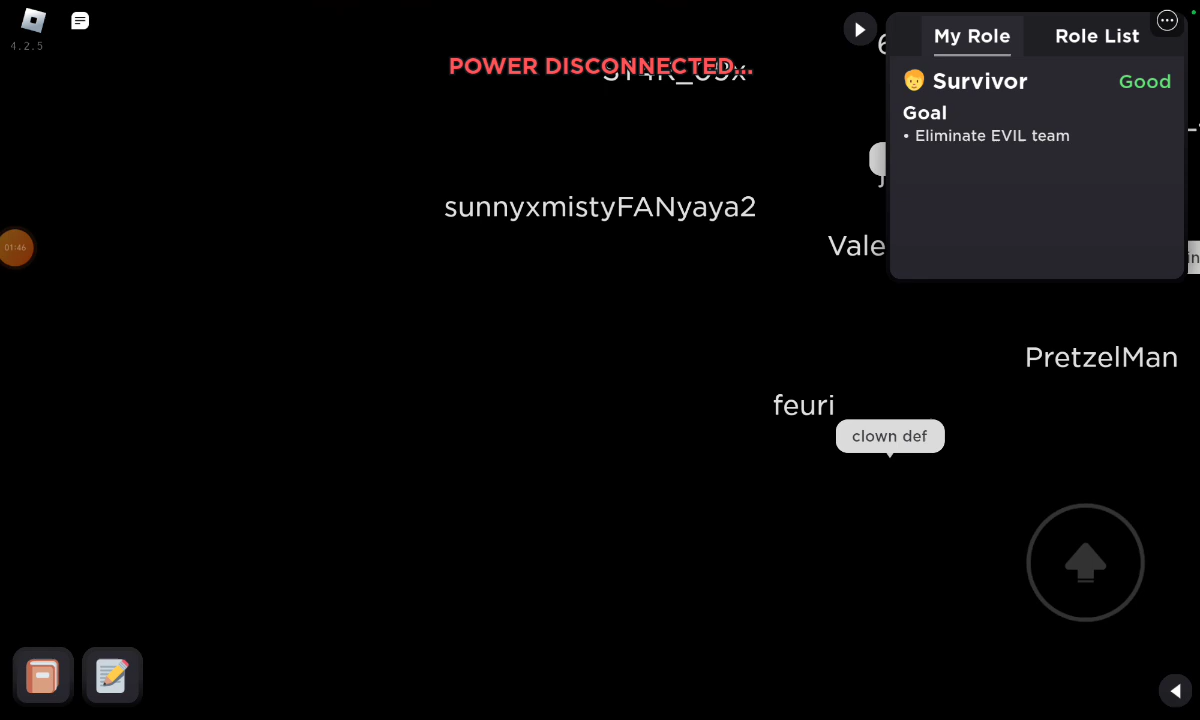 4.2.5
POWER DISCONNECTED...
My Role
Role List
Survivor
Good
Goal
• Eliminate EVIL team
sunnyxmistyFANyaya2
Vale
01:46
PretzelMan
feuri
clown def